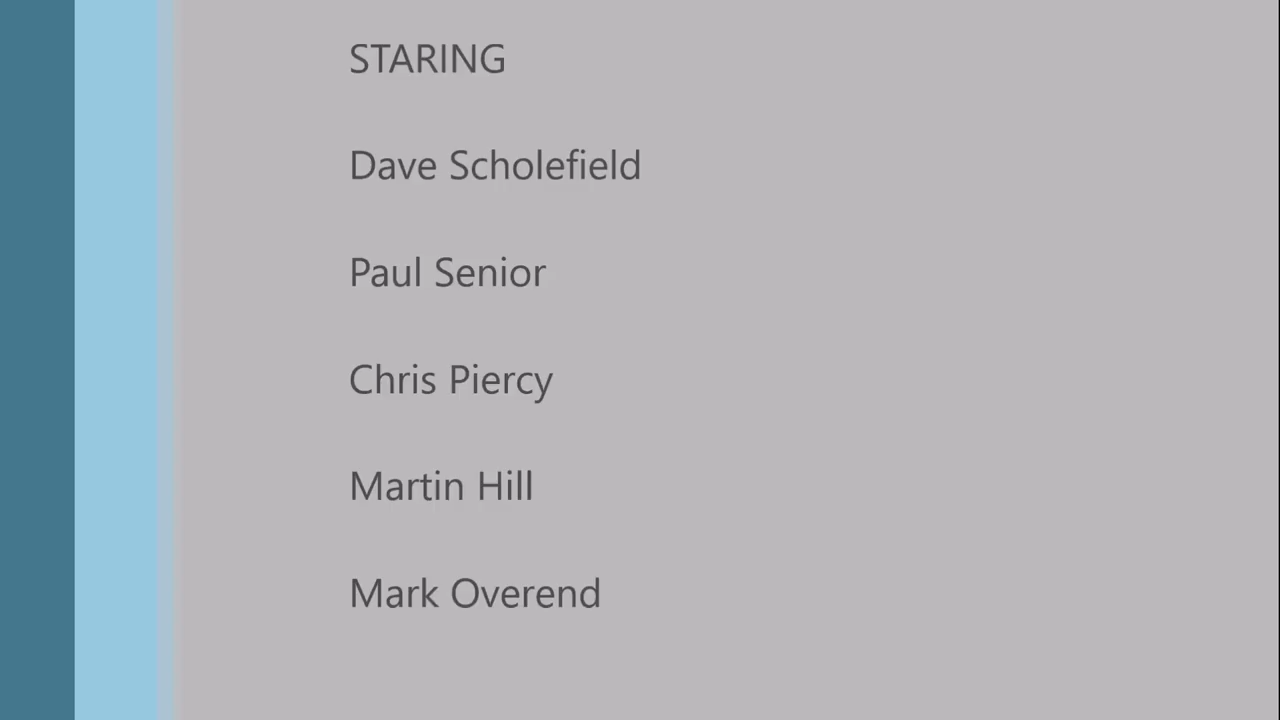 STARING
Dave Scholefield
Paul Senior
Chris Piercy
Martin Hill
Mark Overend